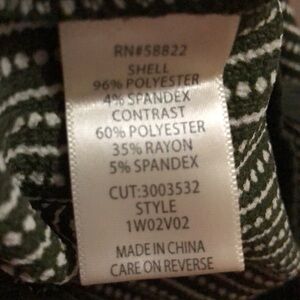 RN#58822
SHELL
96% POLYESTER
4% SPANDEX
CONTRAST
60% POLYESTER
35% RAYON
5% SPANDEX
CUT:3003532
STYLE
1W02V02
MADE IN CHINA
CARE ON REVERSE